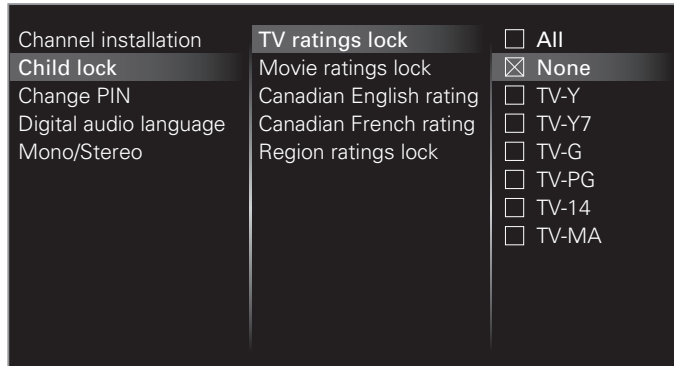 Channel installation
Child lock
Change PIN
Digital audio language
Mono/Stereo
TV ratings lock
Movie ratings lock
Canadian English rating
Canadian French rating
Region ratings lock
All
None
TV-Y
TV-Y7
TV-G
TV-PG
TV-14
TV-MA